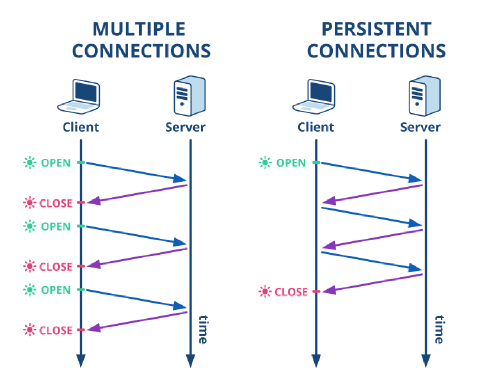 MULTIPLE
CONNECTIONS
Client
Server
OPEN
CLOSE
OPEN
CLOSE
OPEN
CLOSE
time
PERSISTENT
CONNECTIONS
Client
Server
OPEN
CLOSE
time